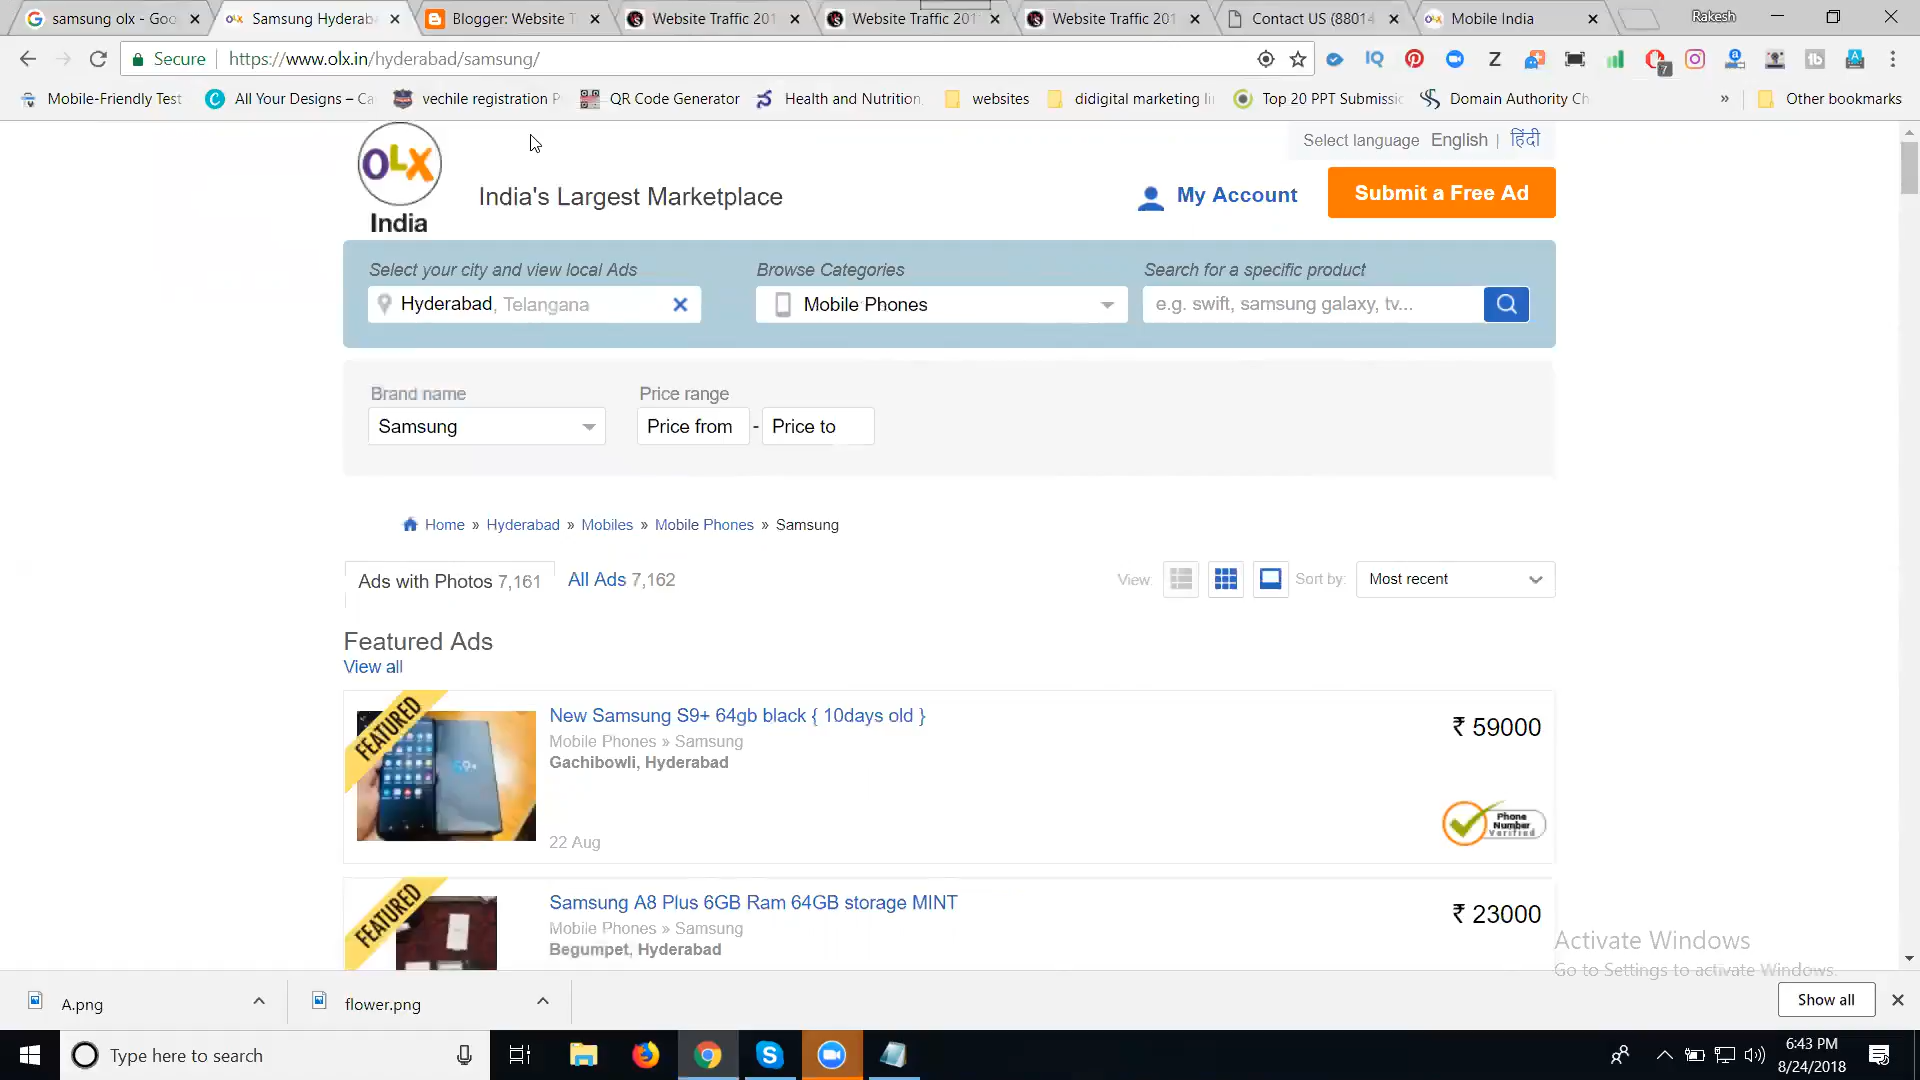 samsung olx - Goo
Samsung Hyderab
Blogger: Website T
Website Traffic 201
Website Traffic 201
Website Traffic 201
Contact US (88014
Mobile India
Rakesh
Secure
https://www.olx.in/hyderabad/samsung/
7
Mobile-Friendly Test
All Your Designs – Ca
vechile registration P
QR Code Generator
Health and Nutrition
websites
didigital marketing li
Top 20 PPT Submissio
Domain Authority Ch
»
Other bookmarks
OLX
India
India's Largest Marketplace
Select language English | हिंदी
My Account
Submit a Free Ad
Select your city and view local Ads
Browse Categories
Search for a specific product
Hyderabad, Telangana
Mobile Phones
e.g. swift, samsung galaxy, tv...
Brand name
Price range
Samsung
Price from - Price to
Home » Hyderabad » Mobiles » Mobile Phones » Samsung
Ads with Photos 7,161
All Ads 7,162
View:
Sort by:
Most recent
Featured Ads
View all
FEATURED
New Samsung S9+ 64gb black { 10days old }
₹ 59000
Mobile Phones » Samsung
Gachibowli, Hyderabad
Phone Number Verified
22 Aug
FEATURED
Samsung A8 Plus 6GB Ram 64GB storage MINT
₹ 23000
Mobile Phones » Samsung
Begumpet, Hyderabad
Activate Windows
Go to Settings to activate Windows.
A.png
flower.png
Show all
Type here to search
6:43 PM
8/24/2018